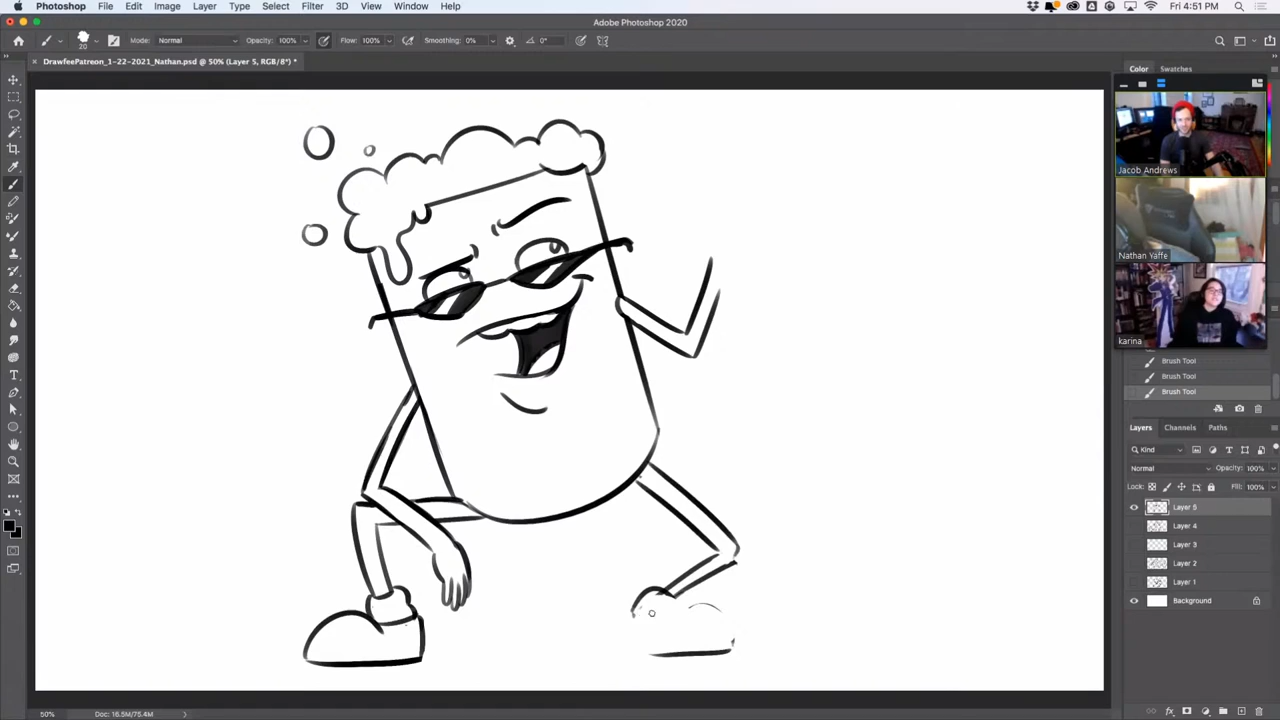 Photoshop File Edit Image Layer Type Select Filter 3D View Window Help Fri 4:51 PM
Adobe Photoshop 2020
20 Mode: Normal Opacity: 100% Flow: 100% Smoothing: 0% 0°
DrawfeePatreon_1-22-2021_Nathan.psd @ 50% (Layer 5, RGB/8*) *
Color Swatches
Jacob Andrews
Nathan Yaffe
karina
Brush Tool
Brush Tool
Brush Tool
Layers Channels Paths
Kind
Normal Opacity: 100%
Lock: Fill: 100%
Layer 5
Layer 4
Layer 3
Layer 2
Layer 1
Background
50% Doc: 16.5M/75.4M